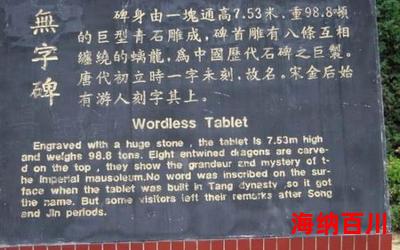 無字碑
碑身由一塊通高7.53米．重98.8頓
的巨型青石雕成，碑首雕有八條互相
纏繞的螭龍，爲中國歷代石碑之巨製。
唐代初立時一字未刻，故名。宋金后始
有游人刻字其上。
Wordless Tablet
Engraved with a huge stone , the tablet is 7.53m high
and weighs 98.8 tons. Eight entwined dragons are carve-
d on the top , they show the grandeur and mystery of t-
he imperial mausoleum.No word was inscribed on the sur-
face when the tablet was built in Tang dynasty ,so it got
the name. But some visitors left their remarks after Song
and Jin periods.
海纳百川